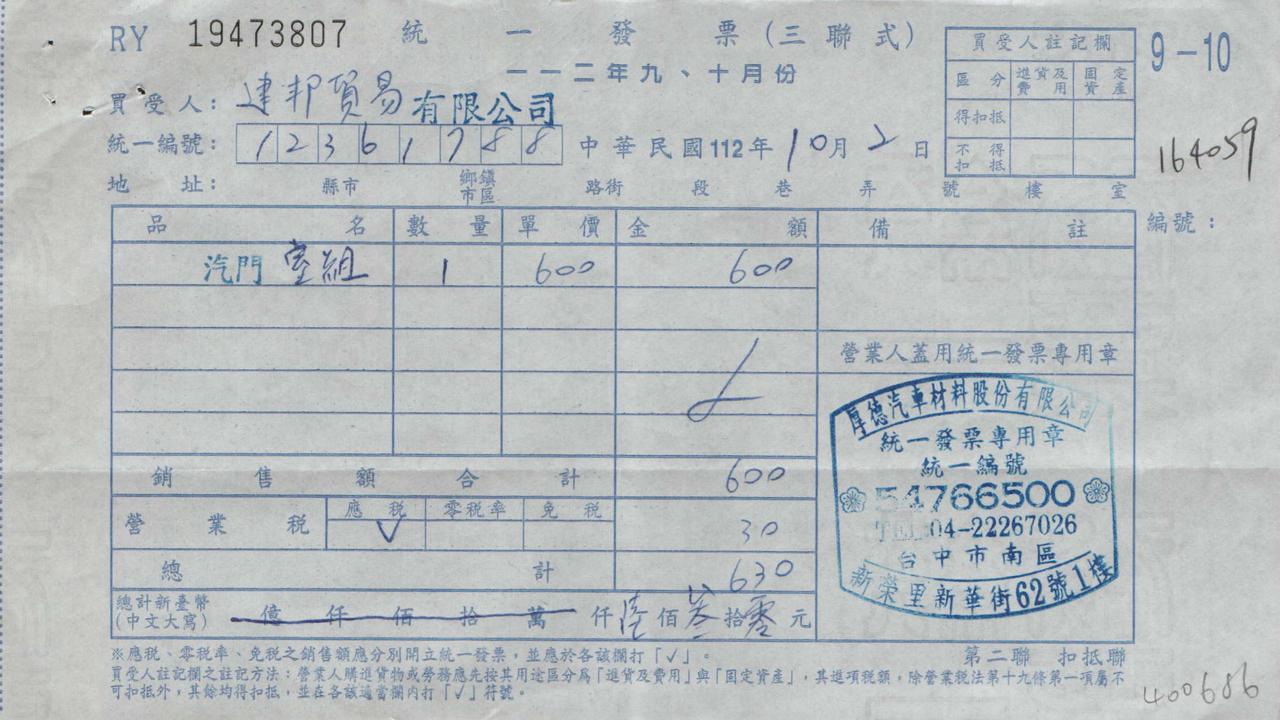 RY 19473807 統一發票(三聯式)
一一二年九、十月份
9-10
買受人: 建邦貿易有限公司
統一編號: 12361788 中華民國112年10月2日
地址: 縣市 鄉鎮市區 路街 段 巷 弄 號 樓 室
買受人註記欄
區分 進貨及費用 固定資產
得扣抵
不得扣抵
164059
編號:
品名 數量 單價 金額 備註
汽門室組 1 600 600
營業人蓋用統一發票專用章
厚德汽車材料股份有限公司
統一發票專用章
統一編號
54766500
TEL:04-22267026
台中市南區
新榮里新華街62號1樓
銷售額合計 600
營業稅 應稅 零稅率 免稅 30
V
總計 630
總計新臺幣
(中文大寫) 億仟佰拾萬仟陸佰叁拾零元
※應税、零稅率、免稅之銷售額應分別開立統一發票,並應於各該欄打「√」。
第二聯 扣抵聯
買受人註記欄之註記方法:營業人購進貨物或勞務應先按其用途區分為「進貨及費用」與「固定資產」,其進項稅額,除營業稅法第十九條第一項屬不
可扣抵外,其餘均得扣抵,並在各該適當欄內打「√」符號。
400686